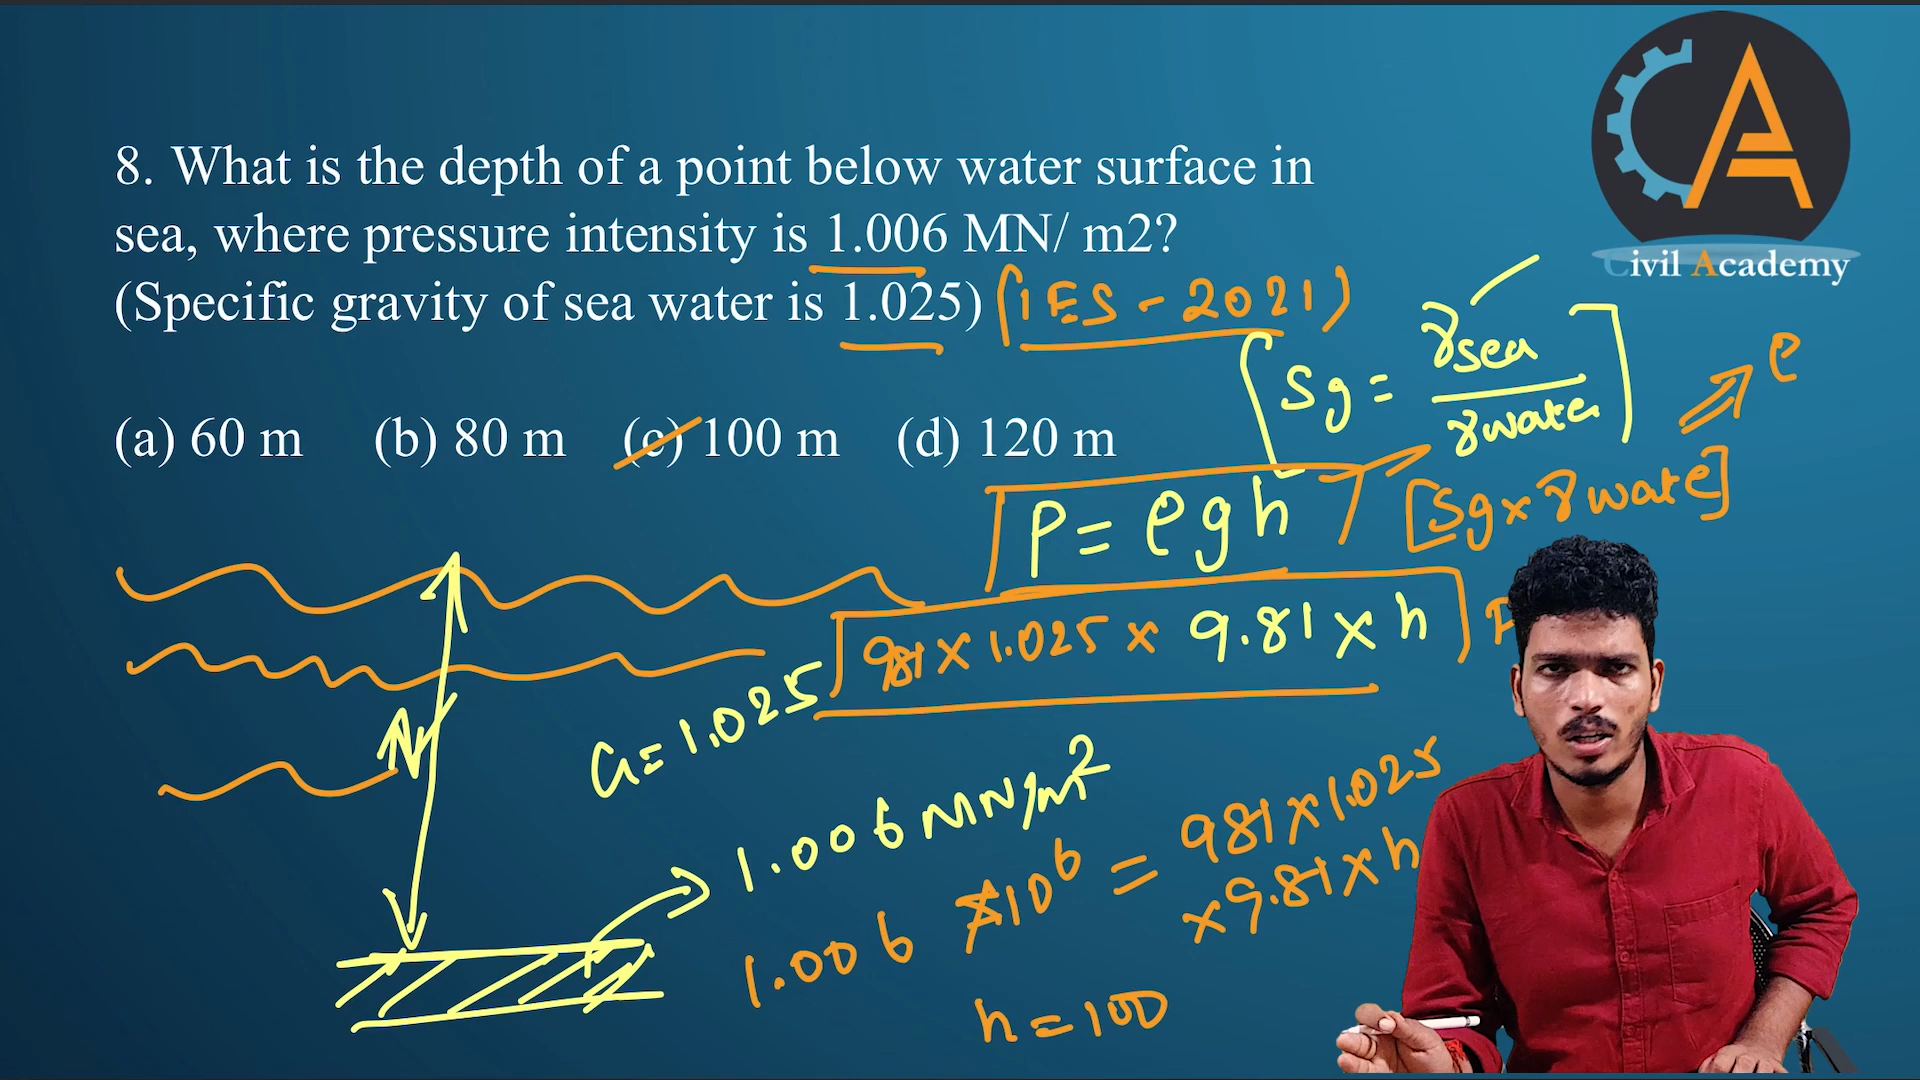 8. What is the depth of a point below water surface in
sea, where pressure intensity is 1.006 MN/ m2?
(Specific gravity of sea water is 1.025)
(IES - 2021)
(a) 60 m (b) 80 m (c) 100 m (d) 120 m
Civil Academy
Sg = γsea / γwater
ρ
[Sg x γwate]
P = ρgh
981 x 1.025 x 9.81 x h
G = 1.025
1.006 MN/m²
1.006 x 10⁶ = 981 x 1.025
x 9.81 x h
h = 100